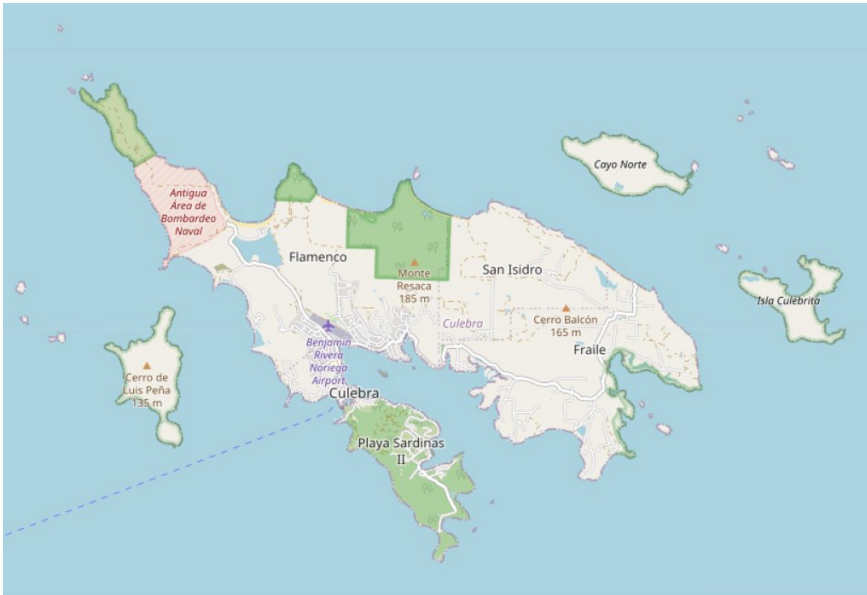 Cayo Norte
Antigua
Área de
Bombardeo
Naval
Flamenco
San Isidro
Monte
Resaca
185 m
Isla Culebrita
Culebra
Cerro Balcón
165 m
Benjamin
Rivera
Noriega
Airport
Fraile
Cerro de
Luis Peña
135 m
Culebra
Playa Sardinas
II